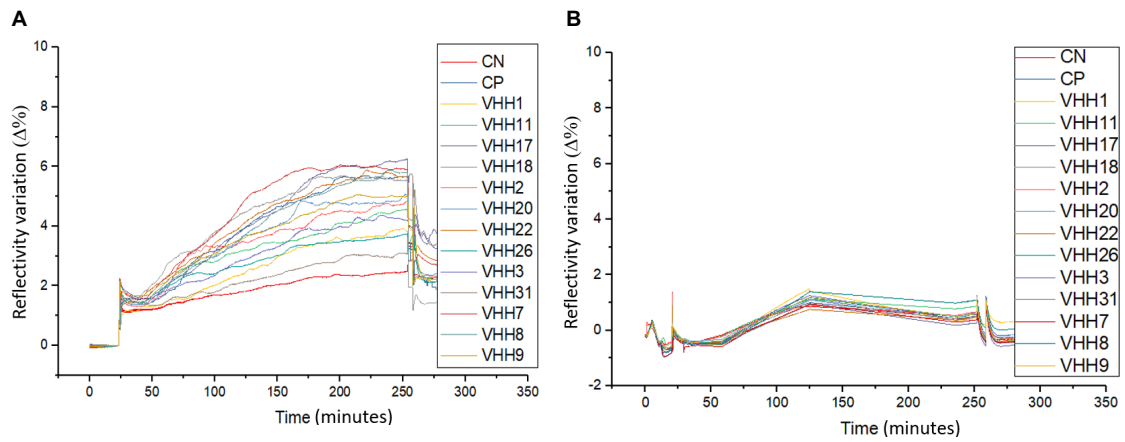 A
Reflectivity variation (Δ%)
10
8
6
4
2
0
0
50
100
150
200
250
300
350
Time (minutes)
CN
CP
VHH1
VHH11
VHH17
VHH18
VHH2
VHH20
VHH22
VHH26
VHH3
VHH31
VHH7
VHH8
VHH9
B
Reflectivity variation (Δ%)
10
8
6
4
2
0
-2
0
50
100
150
200
250
300
350
Time (minutes)
CN
CP
VHH1
VHH11
VHH17
VHH18
VHH2
VHH20
VHH22
VHH26
VHH3
VHH31
VHH7
VHH8
VHH9